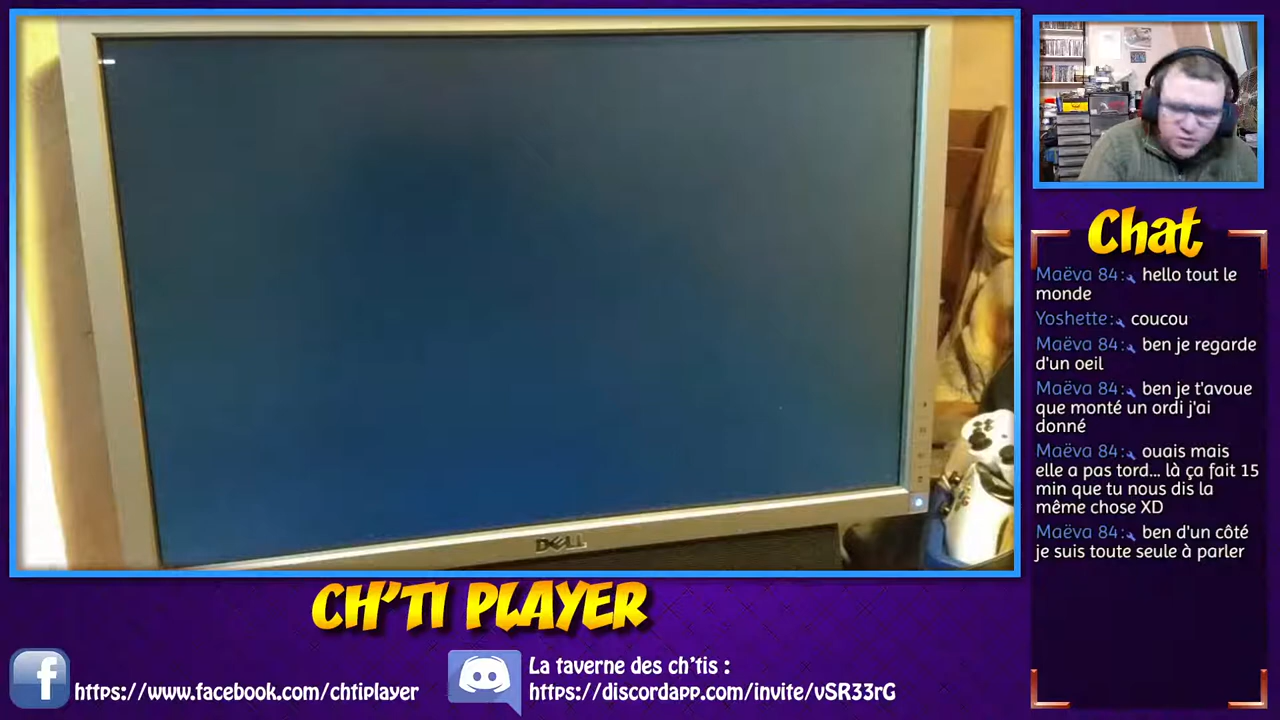 DELL
Chat
Maëva 84: hello tout le
monde
Yoshette: coucou
Maëva 84: ben je regarde
d'un oeil
Maëva 84: ben je t'avoue
que monté un ordi j'ai
donné
Maëva 84: ouais mais
elle a pas tord... là ça fait 15
min que tu nous dis la
même chose XD
Maëva 84: ben d'un côté
je suis toute seule à parler
CH'TI PLAYER
f
https://www.facebook.com/chtiplayer
La taverne des ch'tis :
https://discordapp.com/invite/vSR33rG